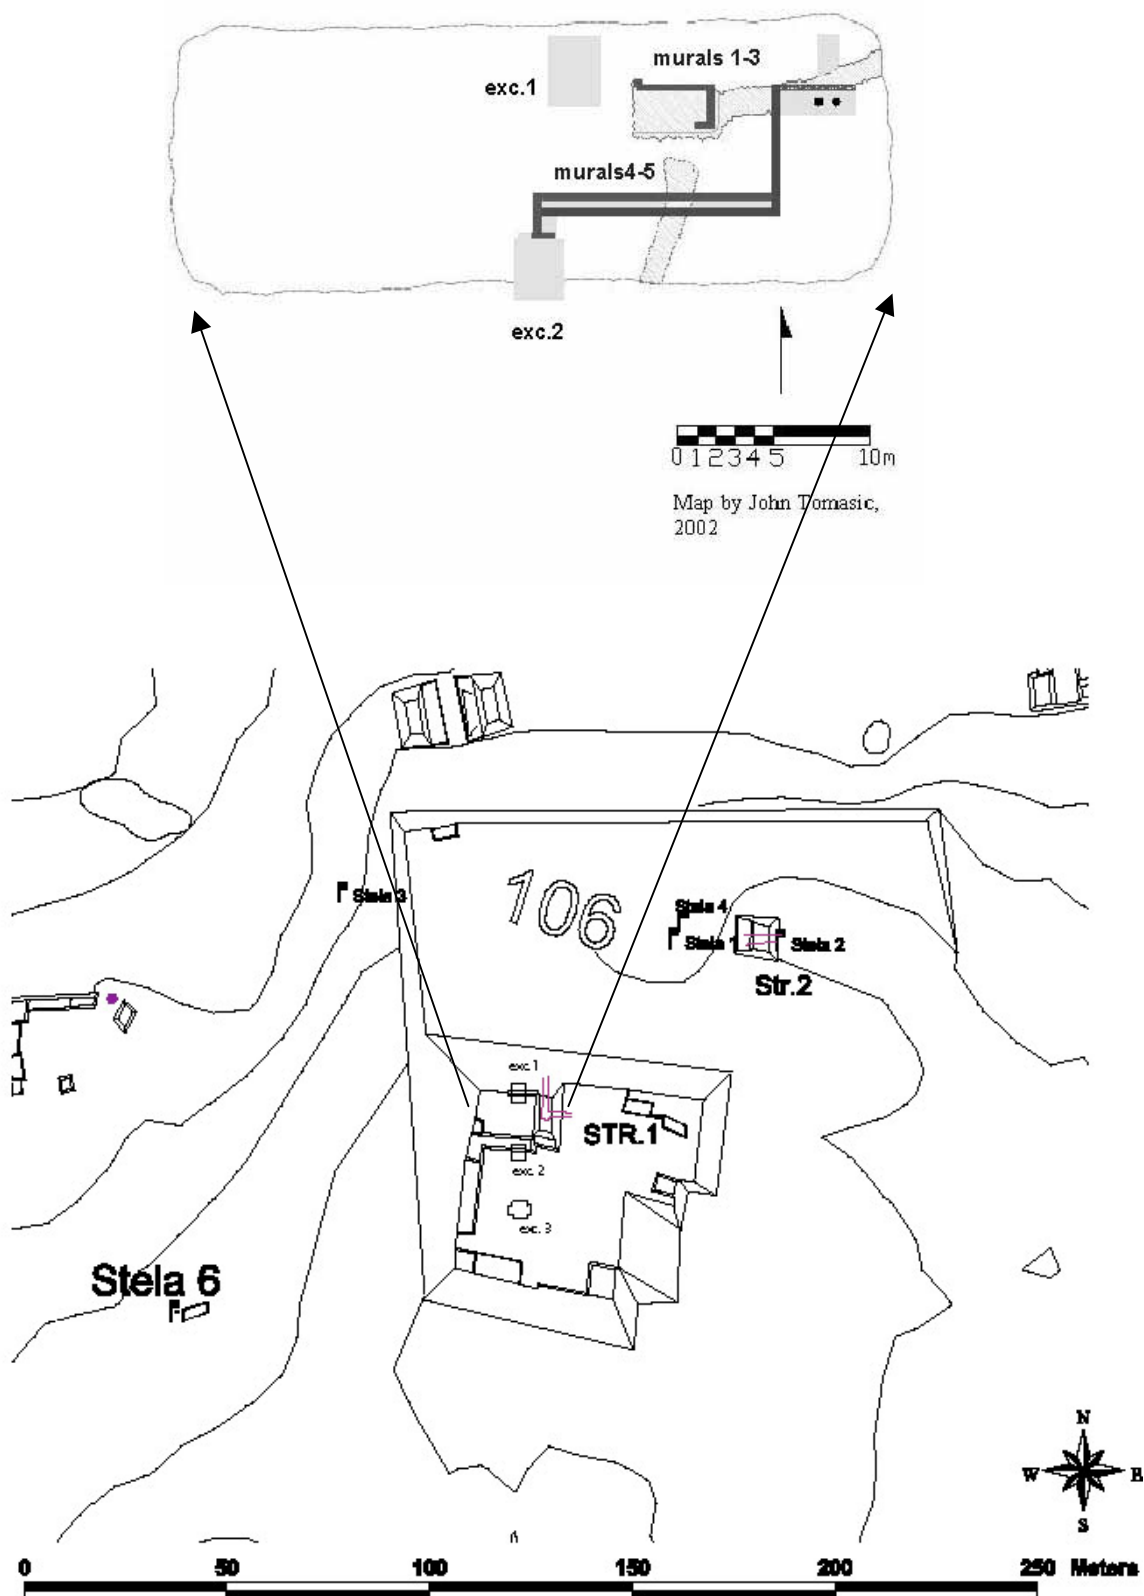 murals 1-3
exc.1
murals4-5
exc.2
0 1 2 3 4 5 10m
Map by John Tomasic,
2002
Stela 3
106
Stela 4
Stela 1
Stela 2
Str.2
exc.1
STR.1
exc. 2
exc. 3
Stela 6
N
W E
S
0 50 100 150 200 250 Meters